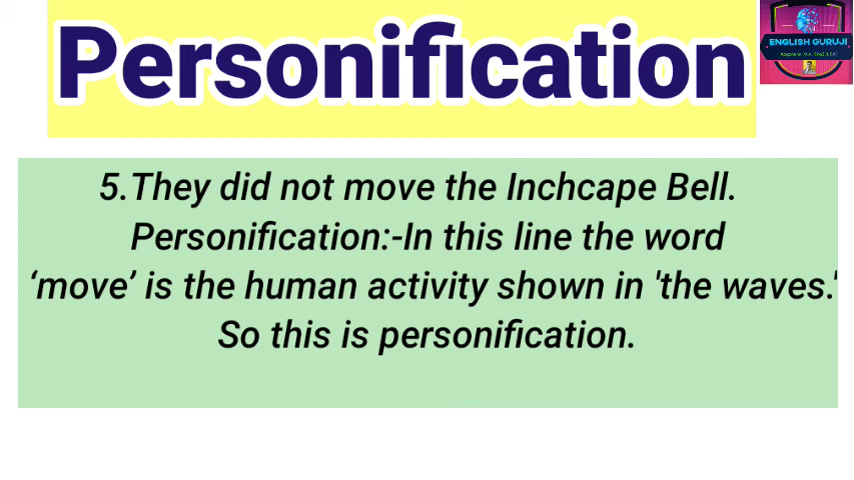 Personification
ENGLISH GURUJI
5.They did not move the Inchcape Bell.
Personification:-In this line the word
‘move’ is the human activity shown in 'the waves.'
So this is personification.